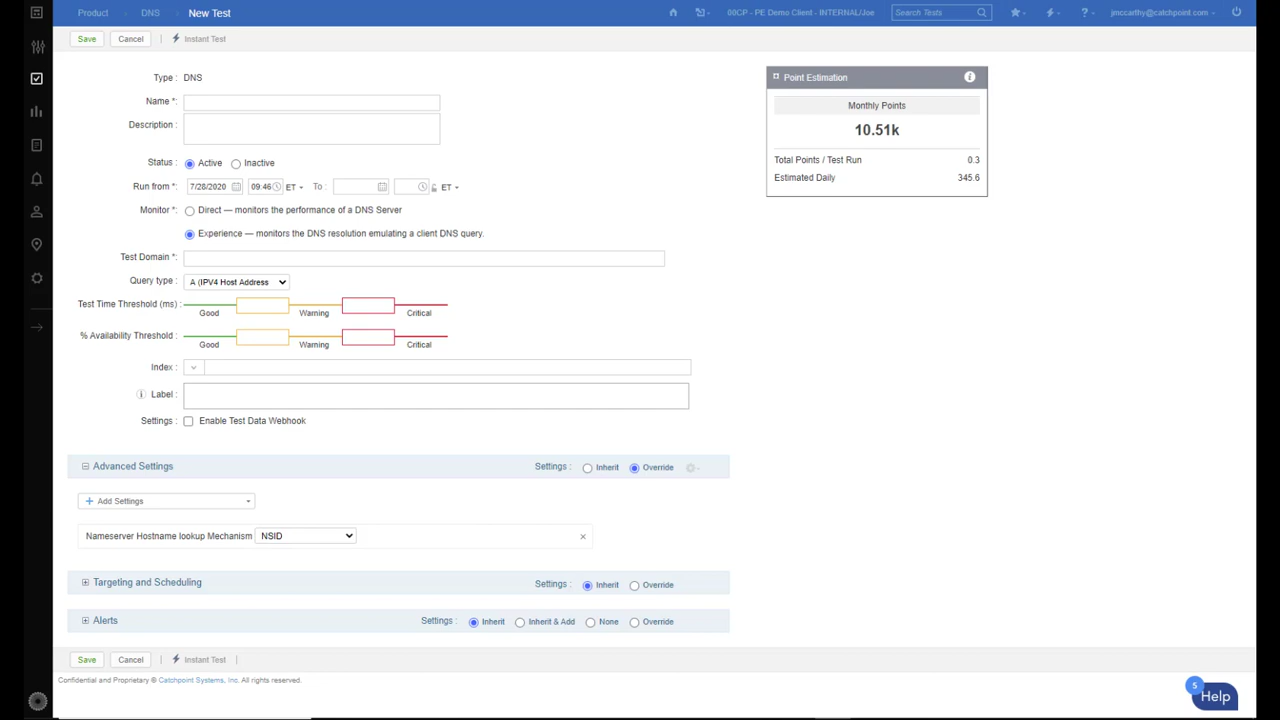 Product DNS New Test 00CP - PE Demo Client - INTERNAL/Joe Search Tests jmccarthy@catchpoint.com
Save Cancel | Instant Test
Type : DNS
Name *:
Description :
Status : Active Inactive
Run from *: 7/28/2020 09:46 ET To : ET
Monitor *: Direct — monitors the performance of a DNS Server
Experience — monitors the DNS resolution emulating a client DNS query.
Test Domain *:
Query type : A (IPV4 Host Address
Test Time Threshold (ms) :
Good Warning Critical
% Availability Threshold :
Good Warning Critical
Index :
i Label :
Settings : Enable Test Data Webhook
Point Estimation i
Monthly Points
10.51k
Total Points / Test Run 0.3
Estimated Daily 345.6
Advanced Settings Settings : Inherit Override
+ Add Settings
Nameserver Hostname lookup Mechanism NSID ×
Targeting and Scheduling Settings : Inherit Override
Alerts Settings : Inherit Inherit & Add None Override
Save Cancel | Instant Test |
Confidential and Proprietary © Catchpoint Systems, Inc. All rights reserved.
5
Help